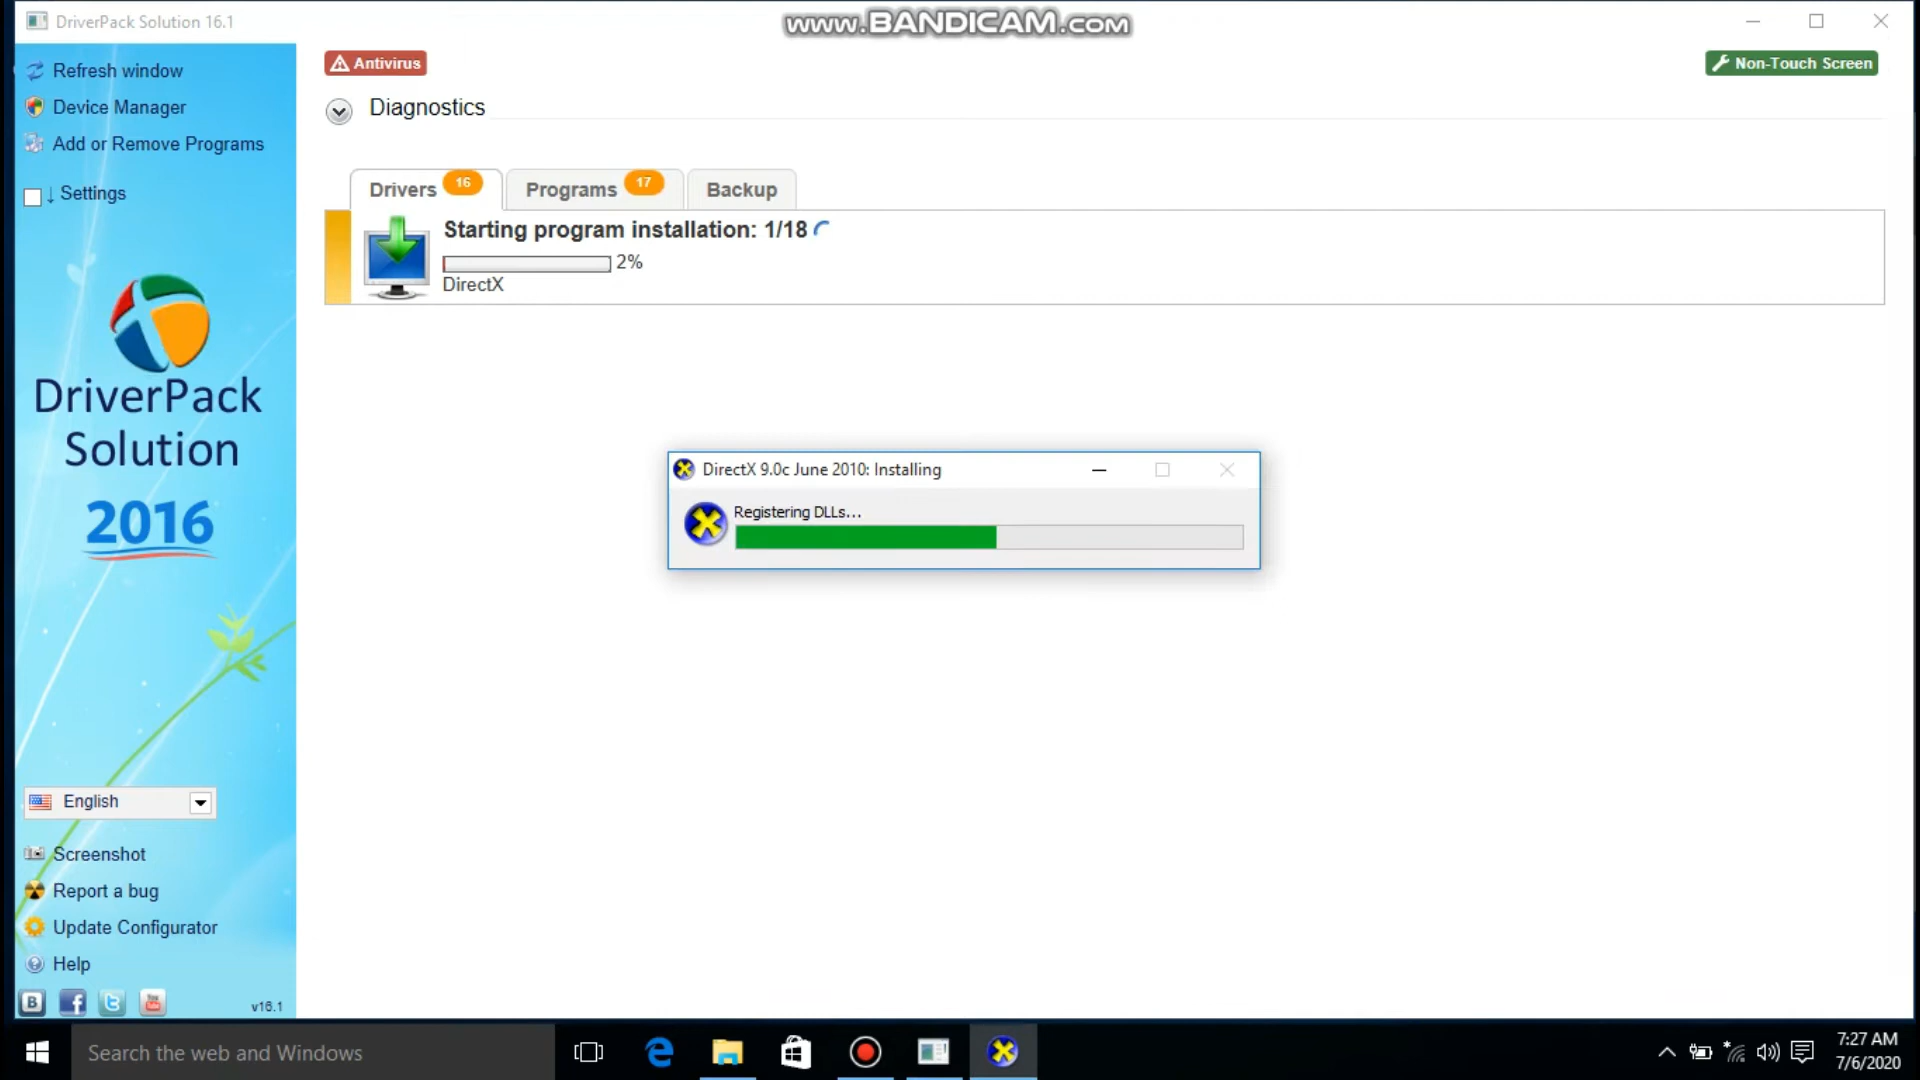 DriverPack Solution 16.1
www.BANDICAM.com
Refresh window
Device Manager
Add or Remove Programs
↓ Settings
DriverPack
Solution
2016
English
Screenshot
Report a bug
Update Configurator
Help
v16.1
Antivirus
Non-Touch Screen
Diagnostics
Drivers 16
Programs 17
Backup
Starting program installation: 1/18
2%
DirectX
DirectX 9.0c June 2010: Installing
Registering DLLs...
Search the web and Windows
7:27 AM
7/6/2020